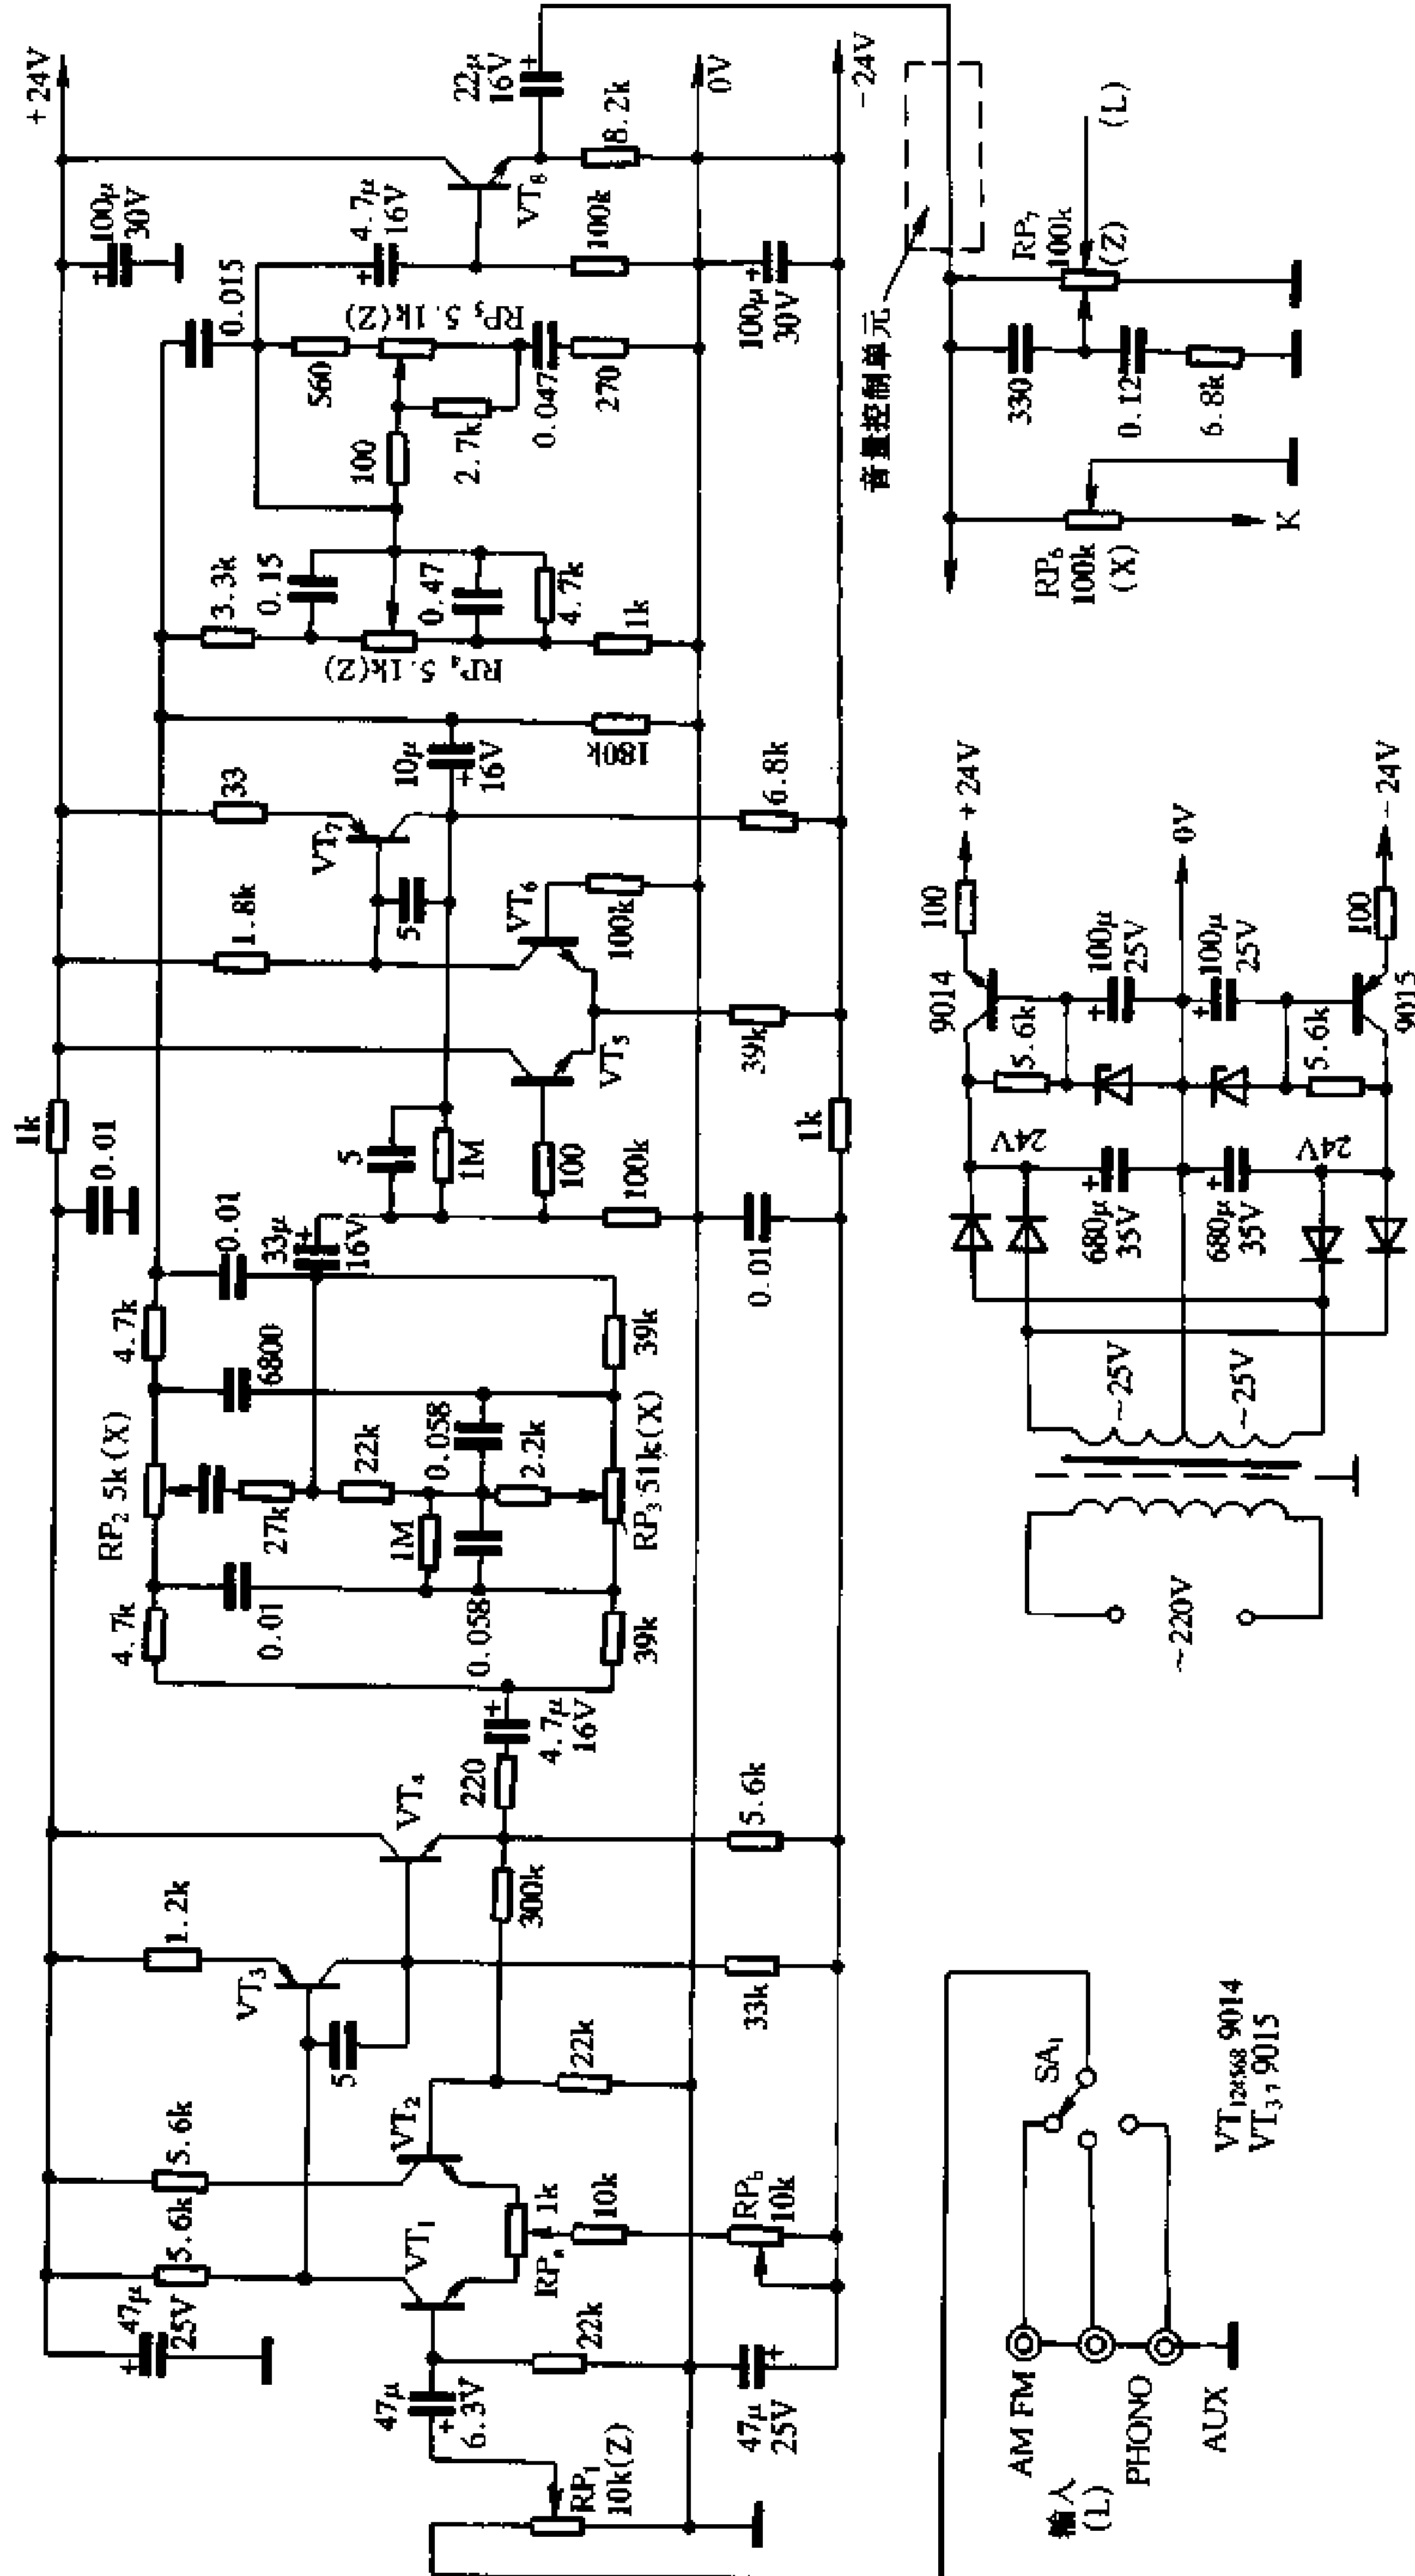 47μ
25V
5.6k
5.6k
1.2k
1k
0.01
+24V
100μ
30V
47μ
6.3V
RP₁
10k(Z)
22k
VT₁
VT₂
RPₐ
1k
10k
RP_b
10k
47μ
25V
22k
5
VT₃
33k
300k
VT₄
220
5.6k
4.7μ
16V
4.7k
RP₂ 5k(X)
4.7k
0.01
27k
6800
0.01
33μ
16V
22k
1M
0.058
0.058
2.2k
39k
RP₃ 51k(X)
39k
5
1M
100
100k
0.01
1k
VT₅
VT₆
39k
100k
1.8k
5
VT₇
33
10μ
16V
6.8k
180k
3.3k
0.15
RP₄ 5.1k(Z)
0.47
4.7k
1k
0.015
560
RP₅ 5.1k(Z)
100
2.7k
0.047
270
4.7μ
16V
100k
VT₈
8.2k
22μ
16V
0V
100μ
30V
-24V
音量控制单元
RP₆
100k
(X)
K
330
0.12
6.8k
RP₇
100k
(Z)
(L)
输入
(L)
AM FM
PHONO
AUX
SA₁
VT₁₂₄₅₆₈ 9014
VT₃ ₇ 9015
~220V
~25V
~25V
680μ
35V
680μ
35V
24V
24V
5.6k
5.6k
100μ
25V
100μ
25V
9014
9015
100
100
+24V
0V
-24V